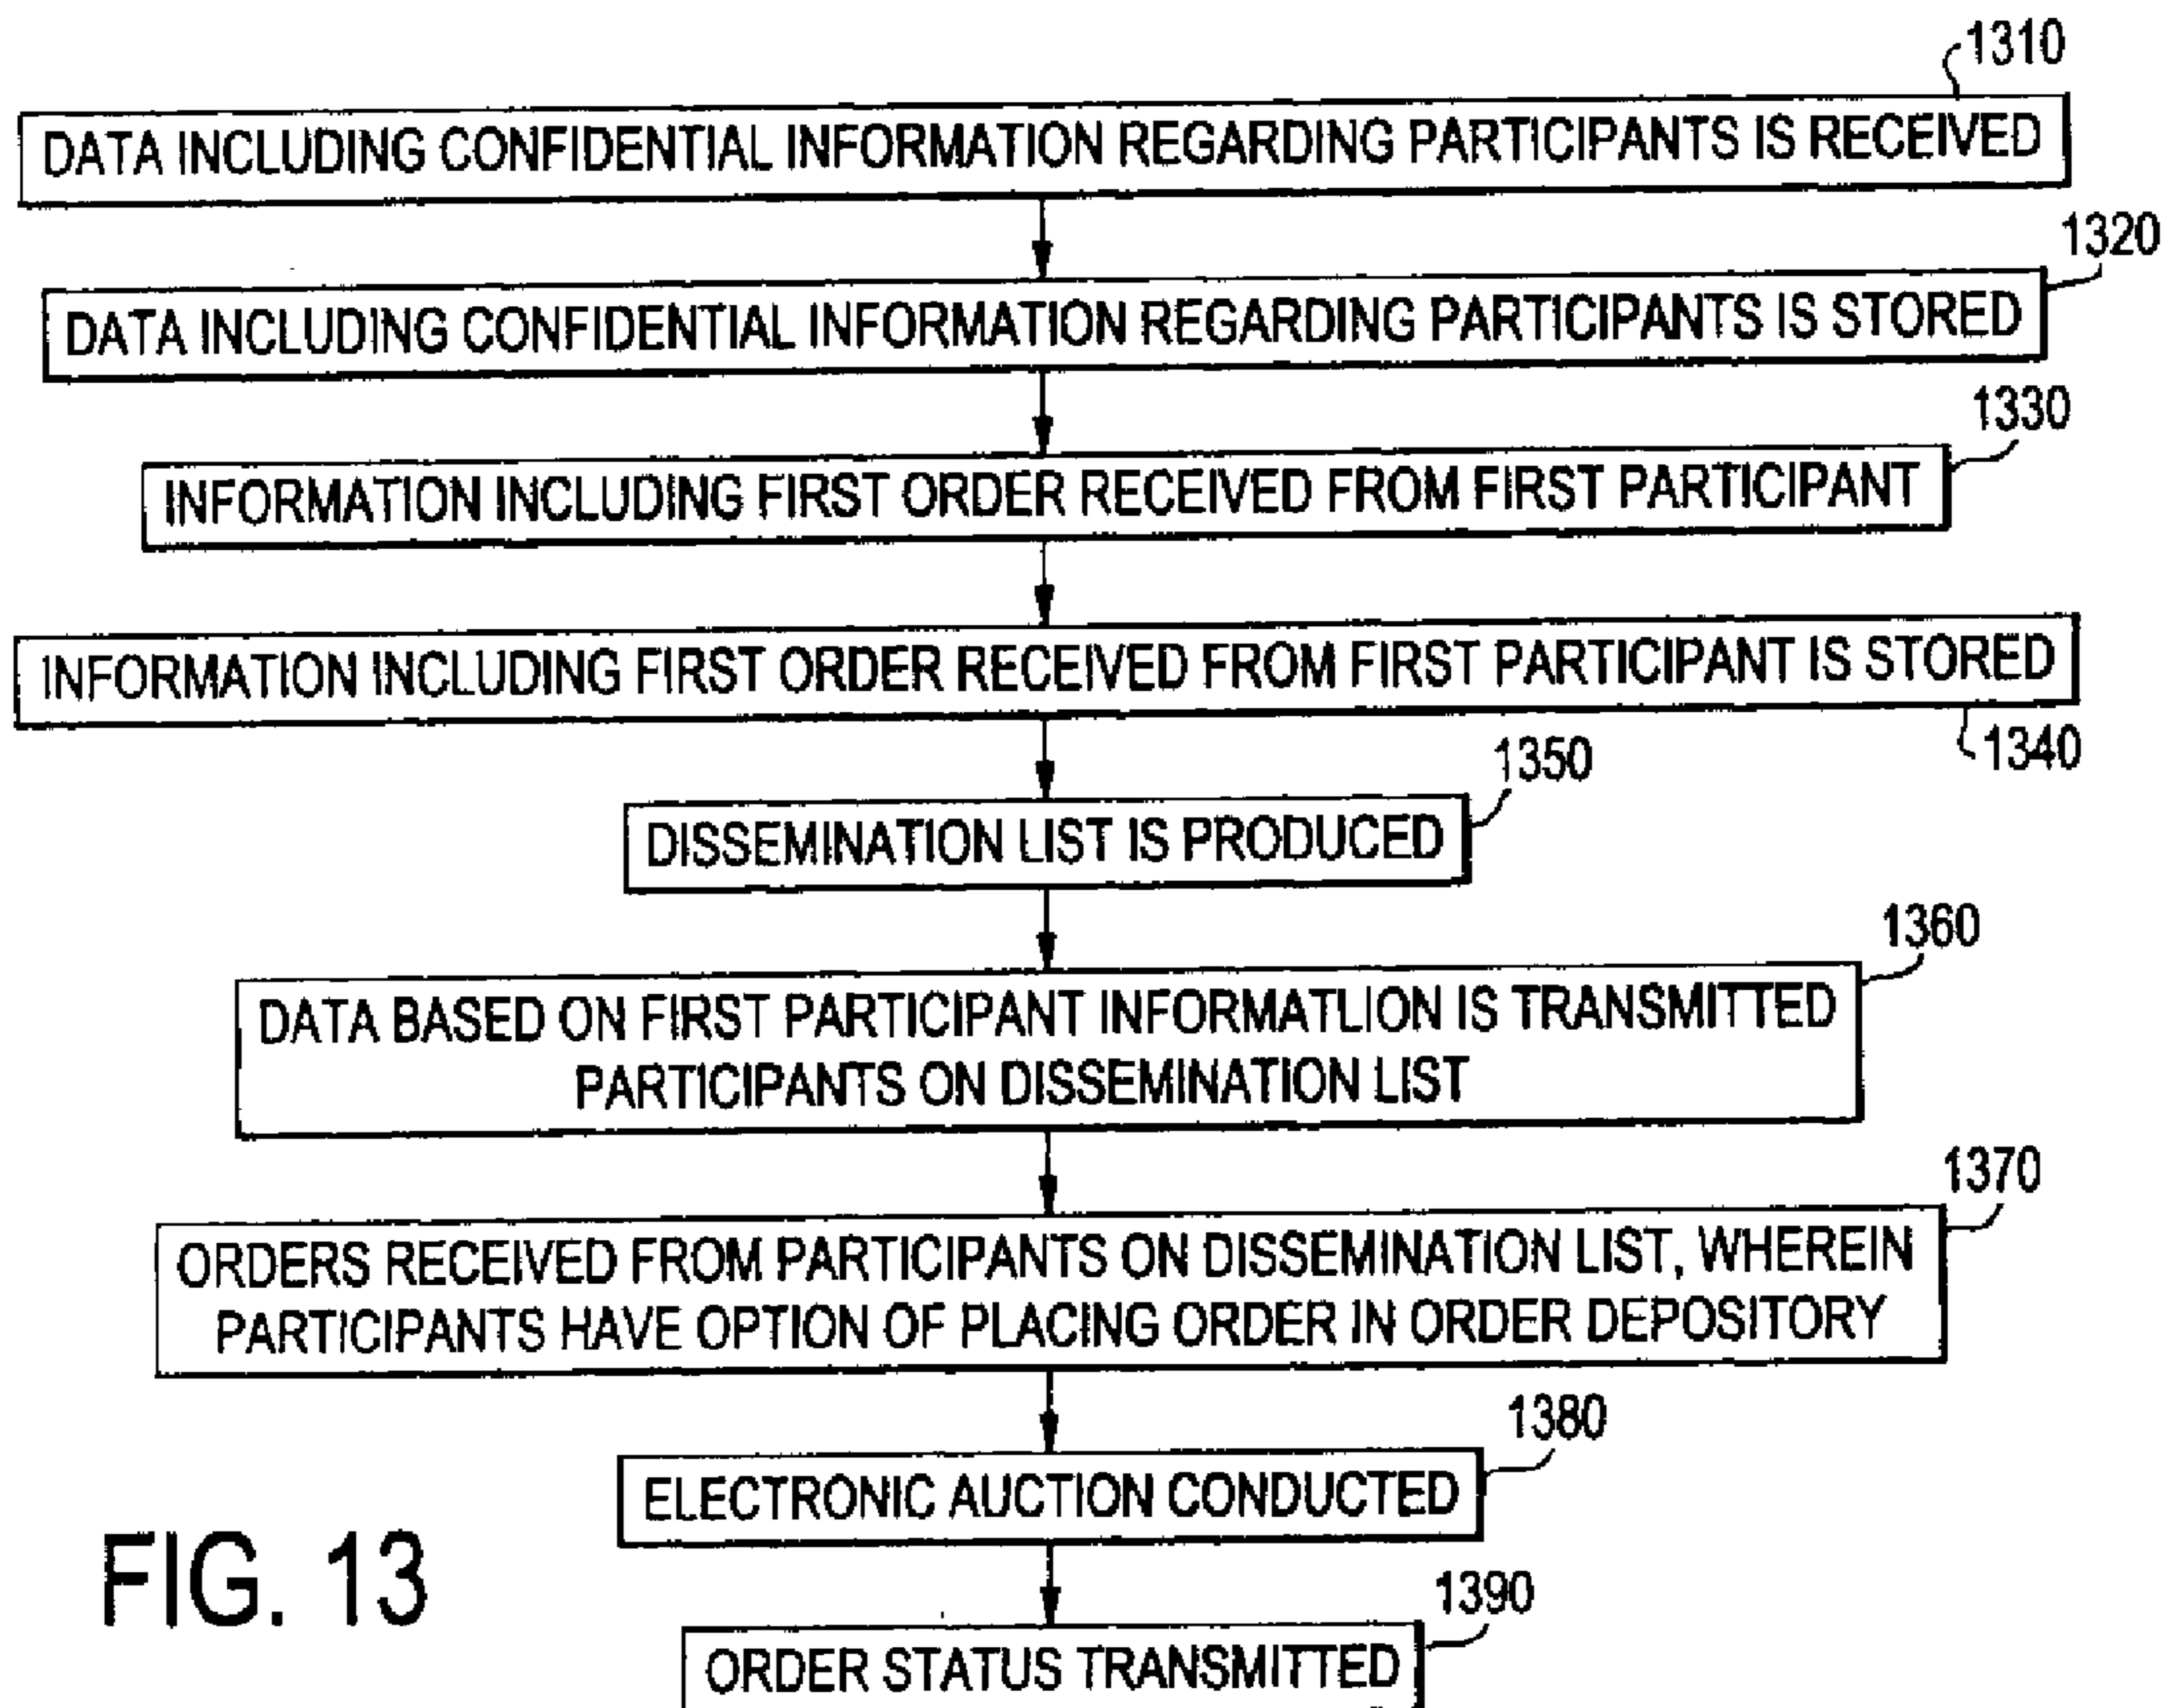 1310
DATA INCLUDING CONFIDENTIAL INFORMATION REGARDING PARTICIPANTS IS RECEIVED
1320
DATA INCLUDING CONFIDENTIAL INFORMATION REGARDING PARTICIPANTS IS STORED
1330
INFORMATION INCLUDING FIRST ORDER RECEIVED FROM FIRST PARTICIPANT
INFORMATION INCLUDING FIRST ORDER RECEIVED FROM FIRST PARTICIPANT IS STORED
1340
1350
DISSEMINATION LIST IS PRODUCED
1360
DATA BASED ON FIRST PARTICIPANT INFORMATLION IS TRANSMITTED
PARTICIPANTS ON DISSEMINATION LIST
1370
ORDERS RECEIVED FROM PARTICIPANTS ON DISSEMINATION LIST, WHEREIN
PARTICIPANTS HAVE OPTION OF PLACING ORDER IN ORDER DEPOSITORY
1380
ELECTRONIC AUCTION CONDUCTED
FIG. 13
1390
ORDER STATUS TRANSMITTED